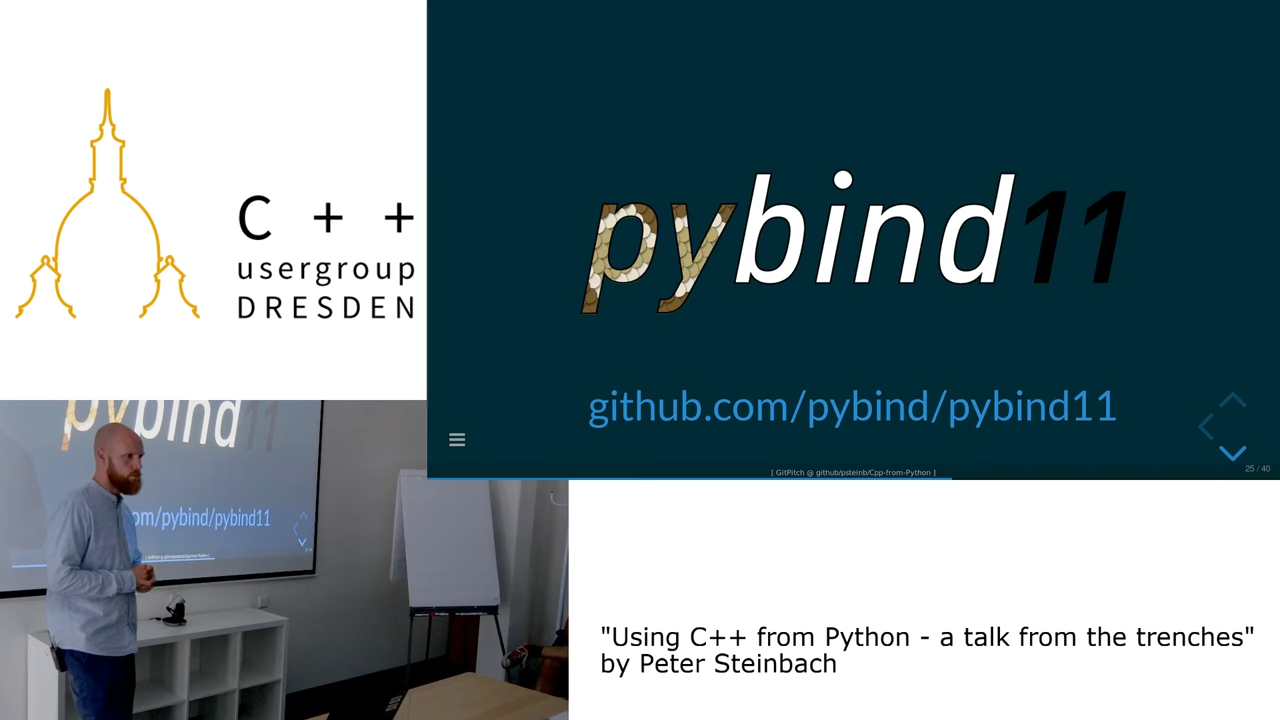 C + +
usergroup
DRESDEN
pybind11
github.com/pybind/pybind11
[ GitPitch @ github/psteinb/Cpp-from-Python ]
25 / 40
pybind11
om/pybind/pybind11
"Using C++ from Python - a talk from the trenches"
by Peter Steinbach